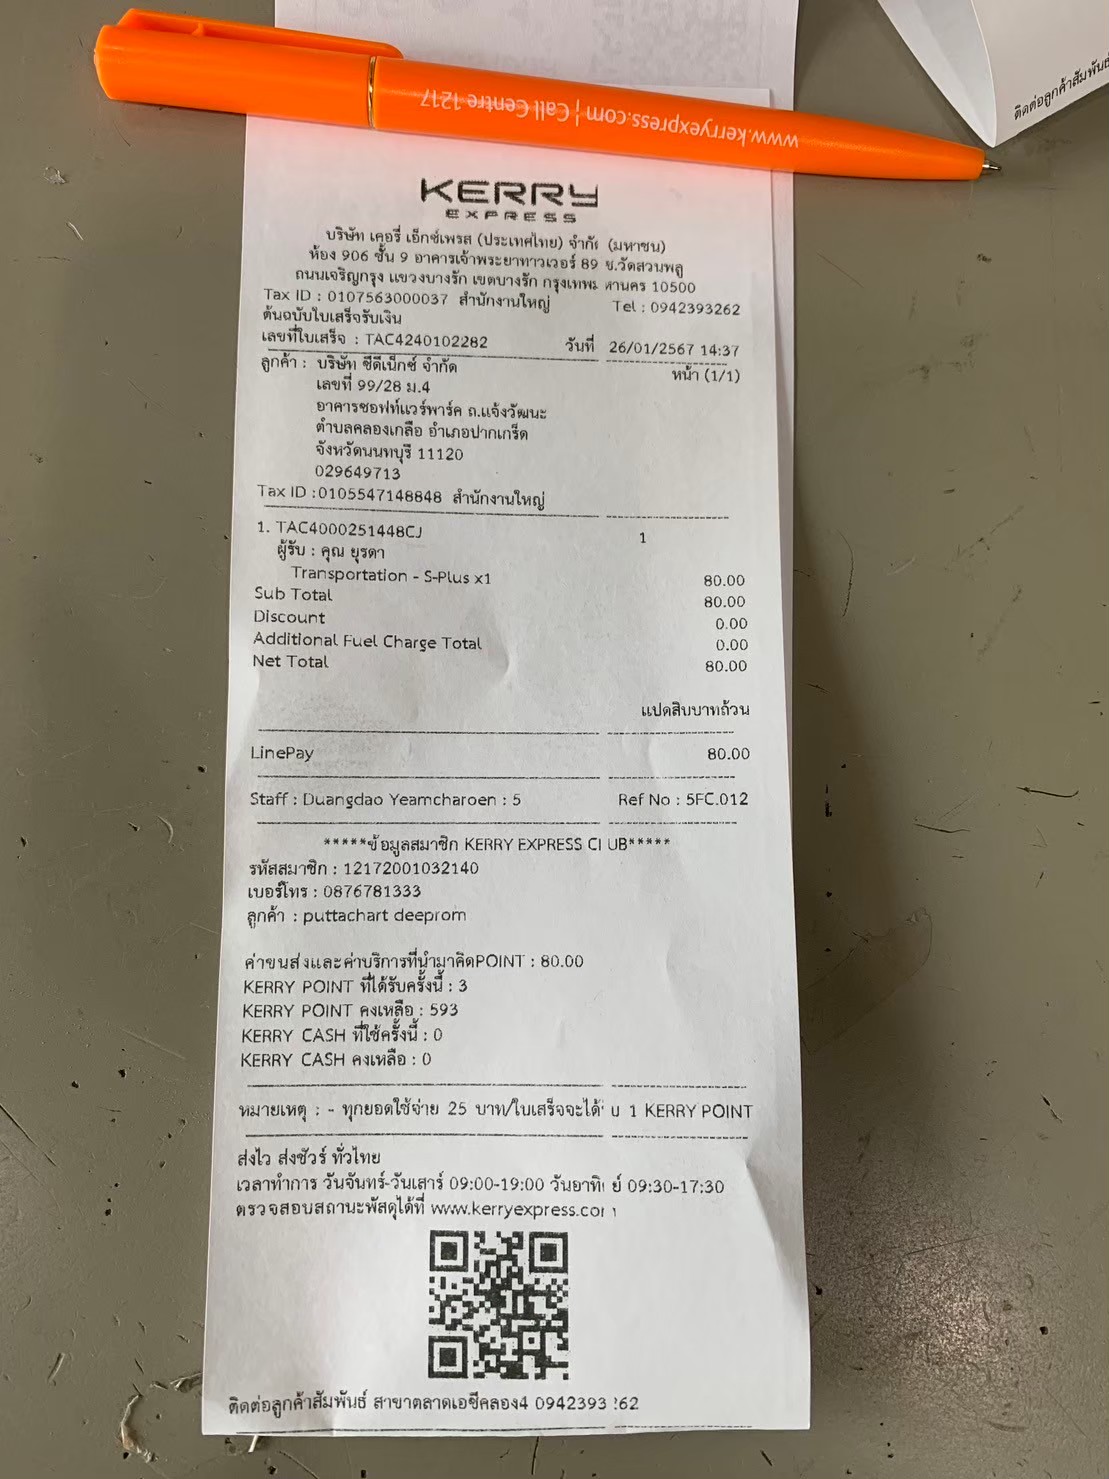 www.kerryexpress.com | Call Centre 1217
ติดต่อลูกค้าสัมพันธ์
KERRY
EXPRESS
บริษัท เคอรี่ เอ็กซ์เพรส (ประเทศไทย) จำกั (มหาชน)
ห้อง 906 ชั้น 9 อาคารเจ้าพระยาทาวเวอร์ 89 ซ.วัดสวนพลู
ถนนเจริญกรุง แขวงบางรัก เขตบางรัก กรุงเทพมหานคร 10500
Tax ID : 0107563000037 สำนักงานใหญ่ Tel : 0942393262
ต้นฉบับใบเสร็จรับเงิน
เลขที่ใบเสร็จ : TAC4240102282 วันที่ 26/01/2567 14:37
ลูกค้า : บริษัท ซีดีเน็กซ์ จำกัด หน้า (1/1)
เลขที่ 99/28 ม.4
อาคารซอฟท์แวร์พาร์ค ถ.แจ้งวัฒนะ
ตำบลคลองเกลือ อำเภอปากเกร็ด
จังหวัดนนทบุรี 11120
029649713
Tax ID :0105547148848 สำนักงานใหญ่
1. TAC4000251448CJ 1
ผู้รับ : คุณ ยุรดา
Transportation - S-Plus x1 80.00
Sub Total 80.00
Discount 0.00
Additional Fuel Charge Total 0.00
Net Total 80.00
แปดสิบบาทถ้วน
LinePay 80.00
Staff : Duangdao Yeamcharoen : 5 Ref No : 5FC.012
*****ข้อมูลสมาชิก KERRY EXPRESS CLUB*****
รหัสสมาชิก : 12172001032140
เบอร์โทร : 0876781333
ลูกค้า : puttachart deeprom
ค่าขนส่งและค่าบริการที่นำมาคิดPOINT : 80.00
KERRY POINT ที่ได้รับครั้งนี้ : 3
KERRY POINT คงเหลือ : 593
KERRY CASH ที่ใช้ครั้งนี้ : 0
KERRY CASH คงเหลือ : 0
หมายเหตุ : - ทุกยอดใช้จ่าย 25 บาท/ใบเสร็จจะได้ 1 KERRY POINT
ส่งไว ส่งชัวร์ ทั่วไทย
เวลาทำการ วันจันทร์-วันเสาร์ 09:00-19:00 วันอาทิตย์ 09:30-17:30
ตรวจสอบสถานะพัสดุได้ที่ www.kerryexpress.com
ติดต่อลูกค้าสัมพันธ์ สาขาตลาดเอซีคลอง4 0942393262